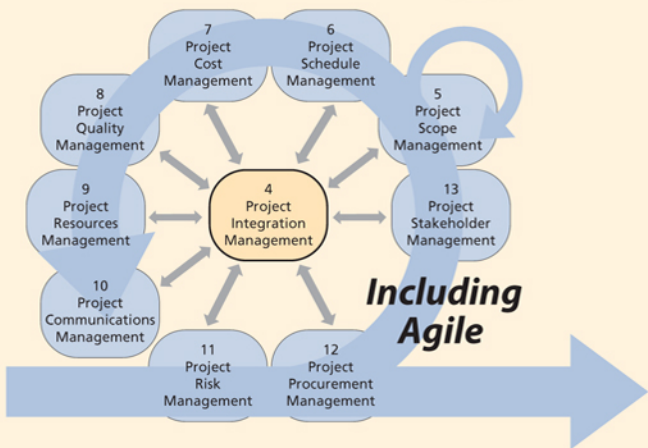 7
Project
Cost
Management
6
Project
Schedule
Management
8
Project
Quality
Management
5
Project
Scope
Management
4
Project
Integration
Management
9
Project
Resources
Management
13
Project
Stakeholder
Management
10
Project
Communications
Management
Including
Agile
11
Project
Risk
Management
12
Project
Procurement
Management